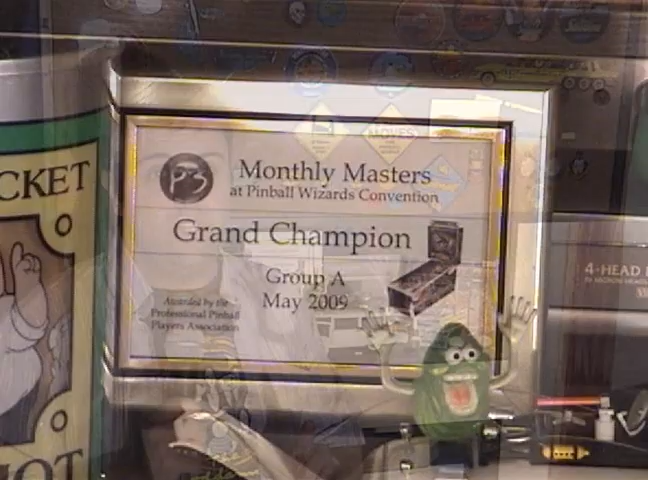 CKET
LOVES
P3
Monthly Masters
at Pinball Wizards Convention
Grand Champion
Group A
May 2009
Awarded by the
Professional Pinball
Players Association
4-HEAD
HOT